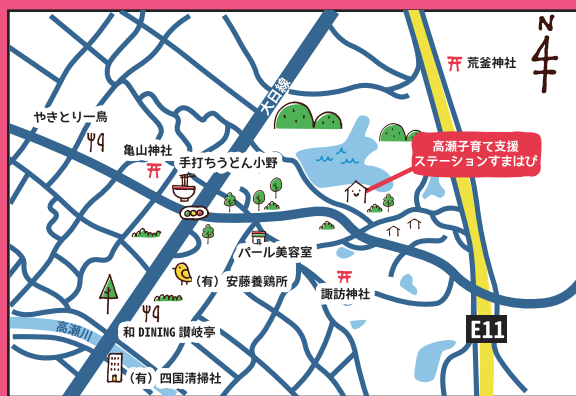 N
荒釜神社
大日線
やきとり一鳥
亀山神社
手打ちうどん小野
高瀬子育て支援
ステーションすまはぴ
パール美容室
(有)安藤養鶏所
諏訪神社
和 DINING 讃岐亭
高瀬川
E11
(有)四国清掃社